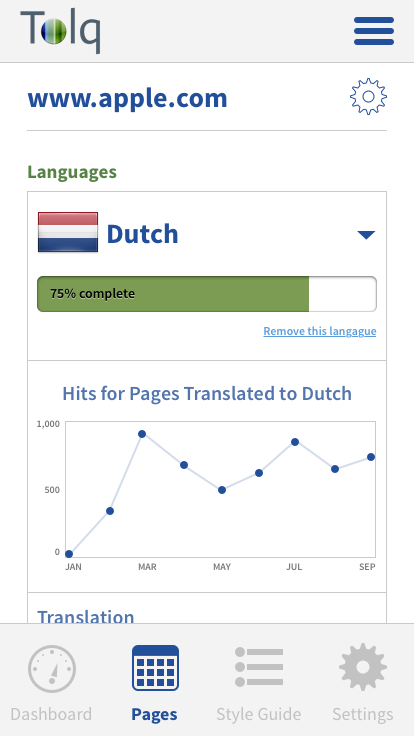 Tolq
www.apple.com
Languages
Dutch
75% complete
Remove this langague
Hits for Pages Translated to Dutch
1,000
500
0
JAN MAR MAY JUL SEP
Translation
Dashboard Pages Style Guide Settings